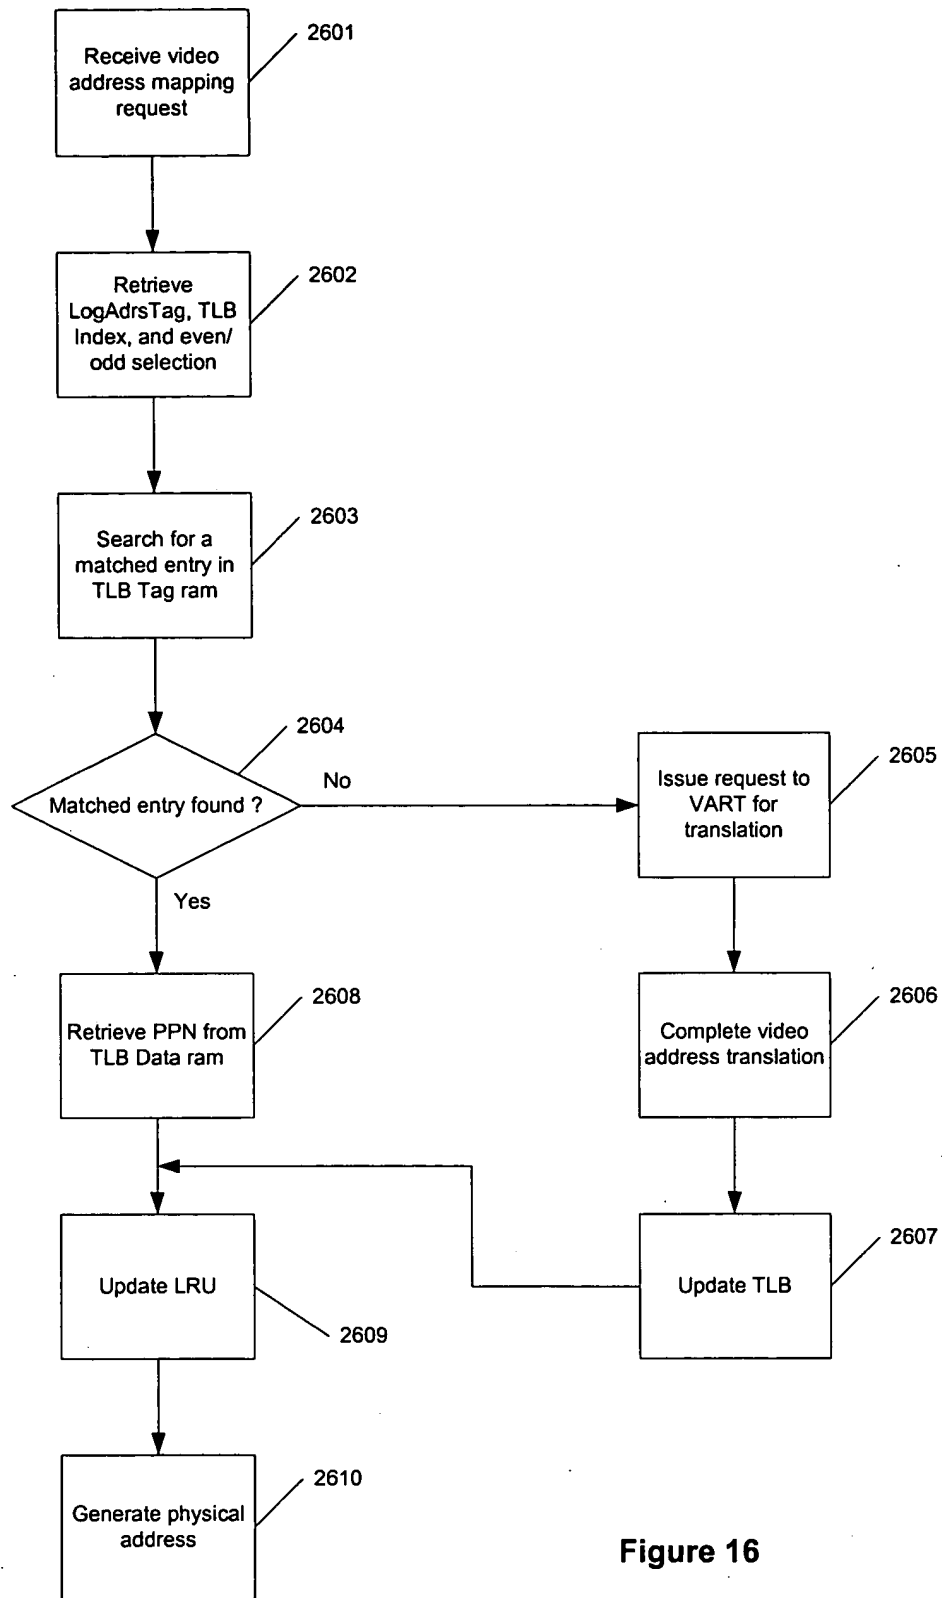 2601
Receive video
address mapping
request
2602
Retrieve
LogAdrsTag, TLB
Index, and even/
odd selection
2603
Search for a
matched entry in
TLB Tag ram
2604
Matched entry found ?
No
Yes
2605
Issue request to
VART for
translation
2606
Complete video
address translation
2607
Update TLB
2608
Retrieve PPN from
TLB Data ram
Update LRU
2609
2610
Generate physical
address
Figure 16